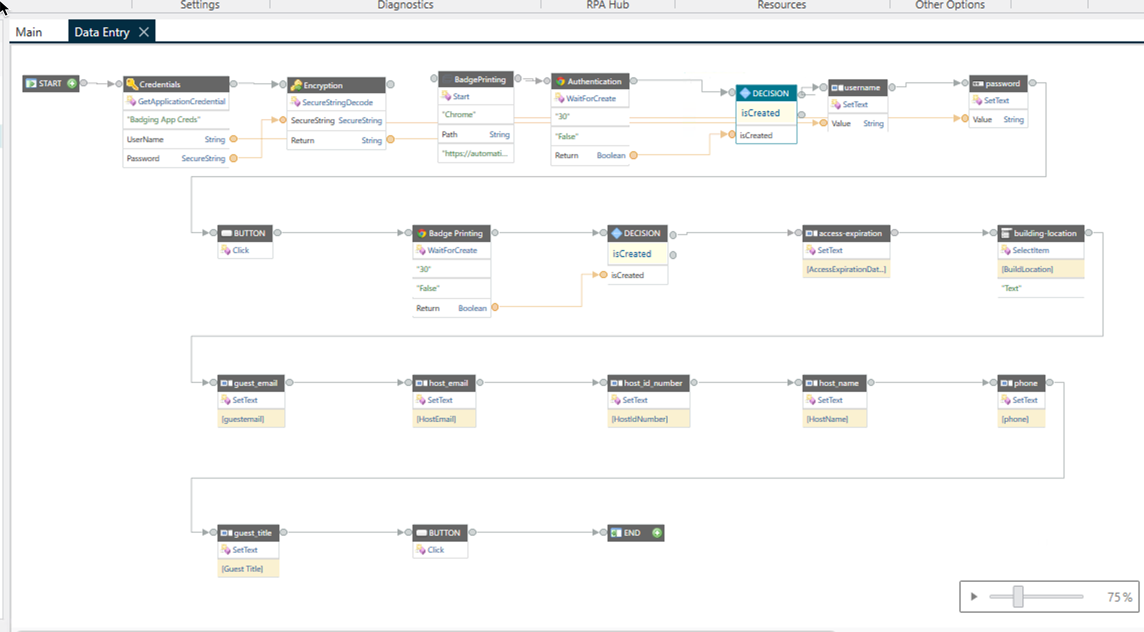 Settings Diagnostics RPA Hub Resources Other Options
Main Data Entry
START
Credentials
GetApplicationCredential
"Badging App Creds"
UserName String
Password SecureString
Encryption
SecureStringDecode
SecureString SecureString
Return String
BadgePrinting
Start
"Chrome"
Path String
"https://automati...
Authentication
WaitForCreate
"30"
"False"
Return Boolean
DECISION
isCreated
isCreated
username
SetText
Value String
password
SetText
Value String
BUTTON
Click
Badge Printing
WaitForCreate
"30"
"False"
Return Boolean
DECISION
isCreated
isCreated
access-expiration
SetText
[AccessExpirationDat...]
building-location
SelectItem
[BuildLocation]
"Text"
guest_email
SetText
[guestemail]
host_email
SetText
[HostEmail]
host_id_number
SetText
[HostIdNumber]
host_name
SetText
[HostName]
phone
SetText
[phone]
guest_title
SetText
[Guest Title]
BUTTON
Click
END
75%